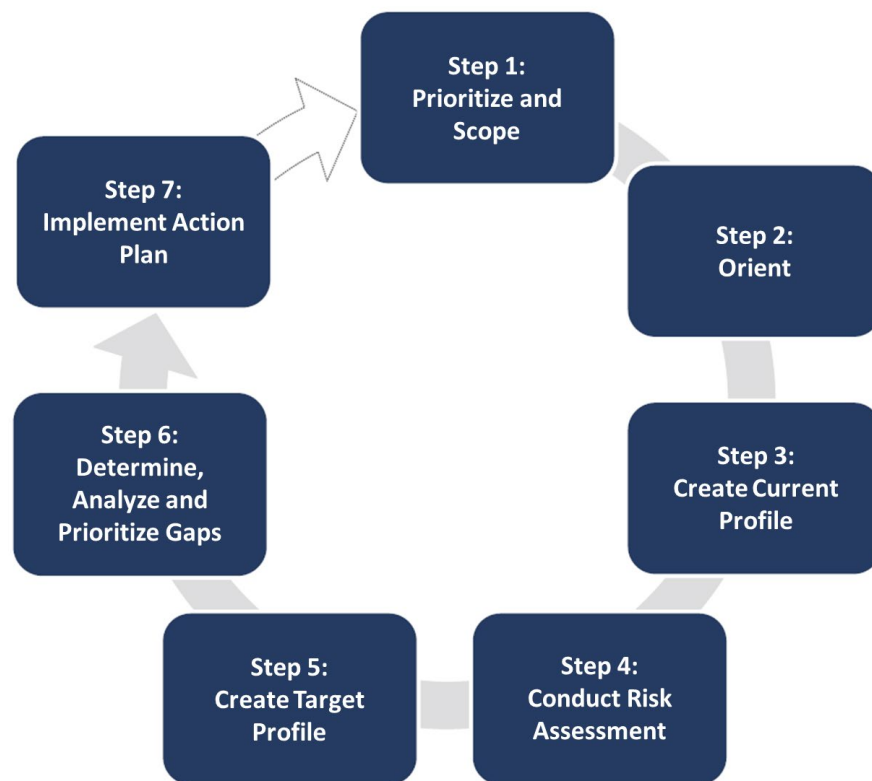 Step 1:
Prioritize and
Scope
Step 2:
Orient
Step 3:
Create Current
Profile
Step 4:
Conduct Risk
Assessment
Step 5:
Create Target
Profile
Step 6:
Determine,
Analyze and
Prioritize Gaps
Step 7:
Implement Action
Plan